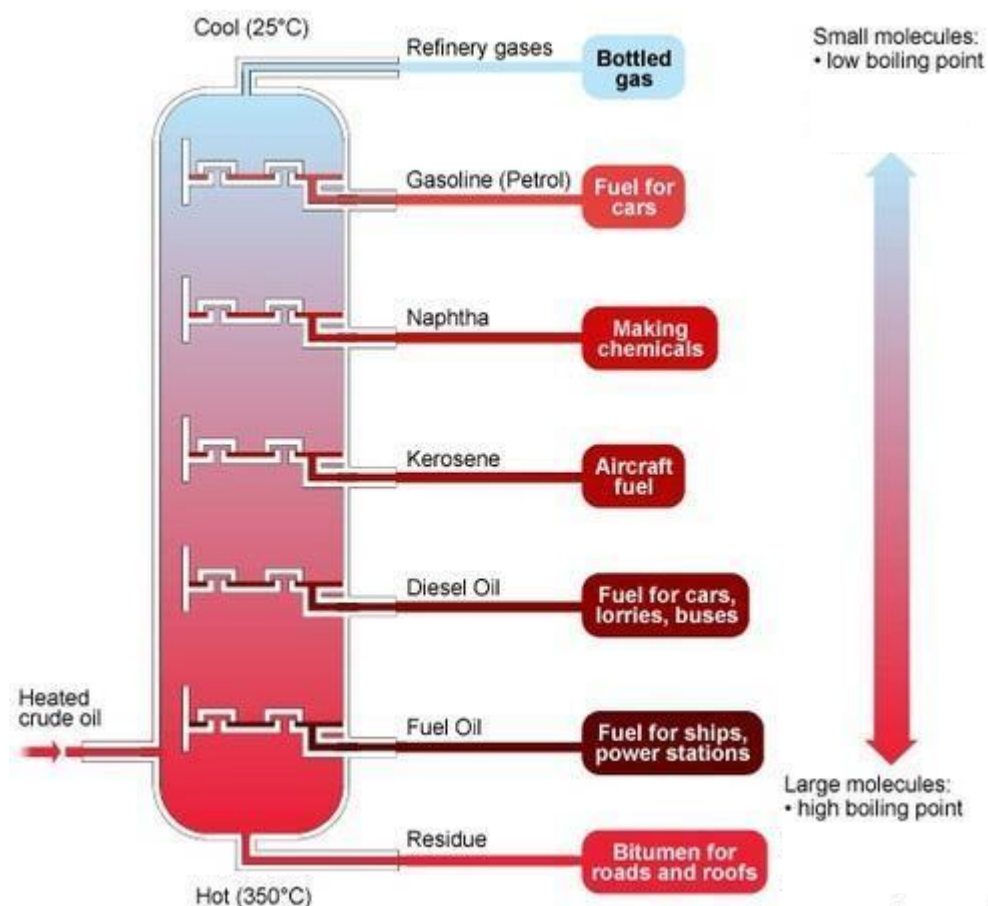 Cool (25°C)
Refinery gases
Bottled
gas
Small molecules:
• low boiling point
Gasoline (Petrol)
Fuel for
cars
Naphtha
Making
chemicals
Kerosene
Aircraft
fuel
Diesel Oil
Fuel for cars,
lorries, buses
Heated
crude oil
Fuel Oil
Fuel for ships,
power stations
Large molecules:
• high boiling point
Residue
Bitumen for
roads and roofs
Hot (350°C)